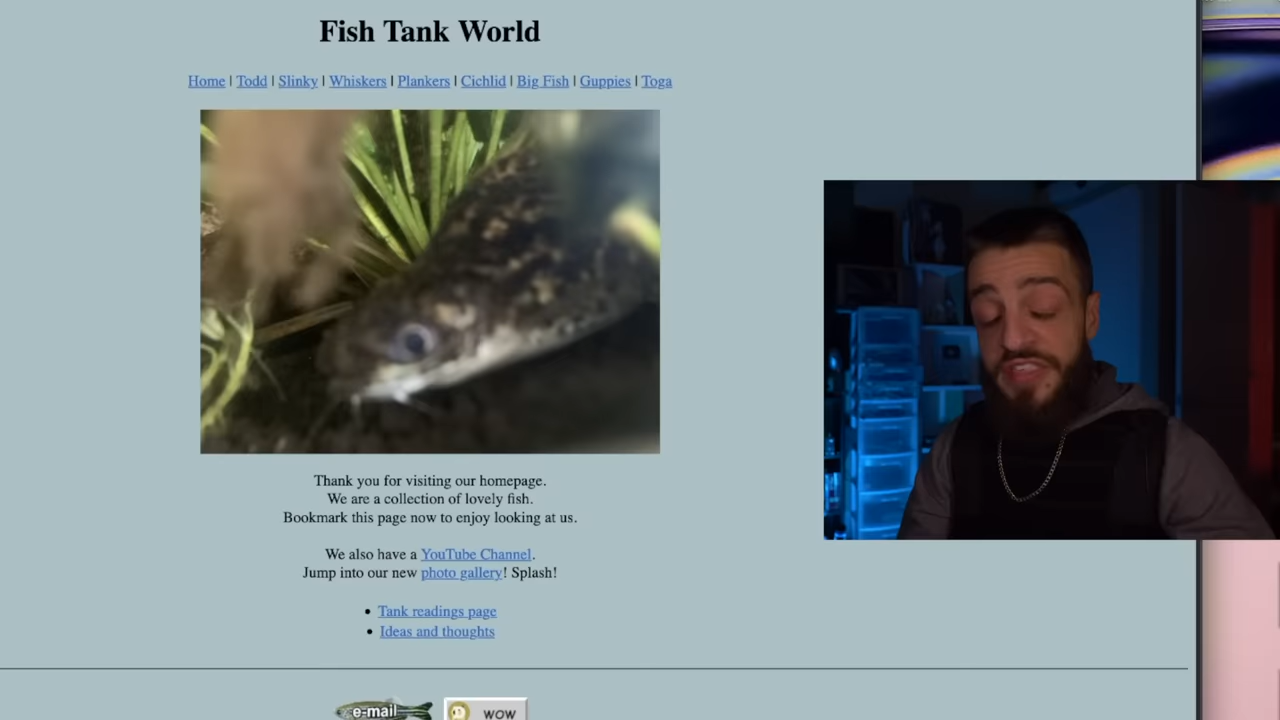 Fish Tank World
Home | Todd | Slinky | Whiskers | Plankers | Cichlid | Big Fish | Guppies | Toga
Thank you for visiting our homepage.
We are a collection of lovely fish.
Bookmark this page now to enjoy looking at us.
We also have a YouTube Channel.
Jump into our new photo gallery! Splash!
• Tank readings page
• Ideas and thoughts
e-mail
WOW